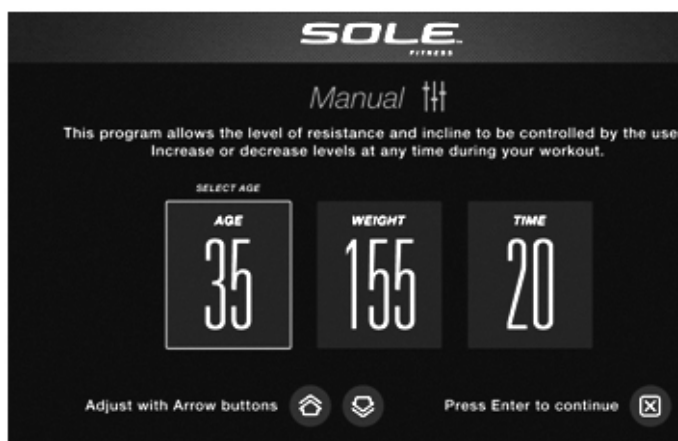 SOLE
FITNESS
Manual
This program allows the level of resistance and incline to be controlled by the use
Increase or decrease levels at any time during your workout.
SELECT AGE
AGE WEIGHT TIME
35 155 20
Adjust with Arrow buttons Press Enter to continue